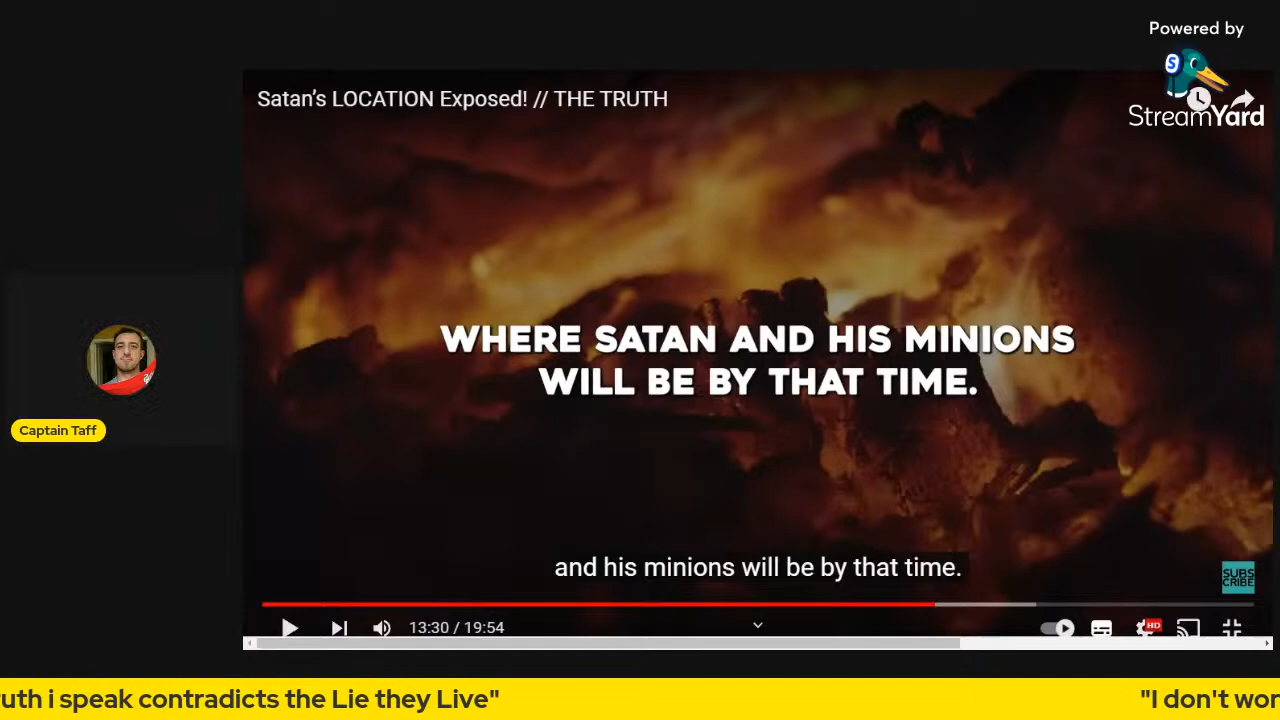 Powered by
S
StreamYard
Satan's LOCATION Exposed! // THE TRUTH
WHERE SATAN AND HIS MINIONS
WILL BE BY THAT TIME.
Captain Taff
and his minions will be by that time.
SUBS
CRIBE
13:30 / 19:54
HD
uth i speak contradicts the Lie they Live"
"I don't wor